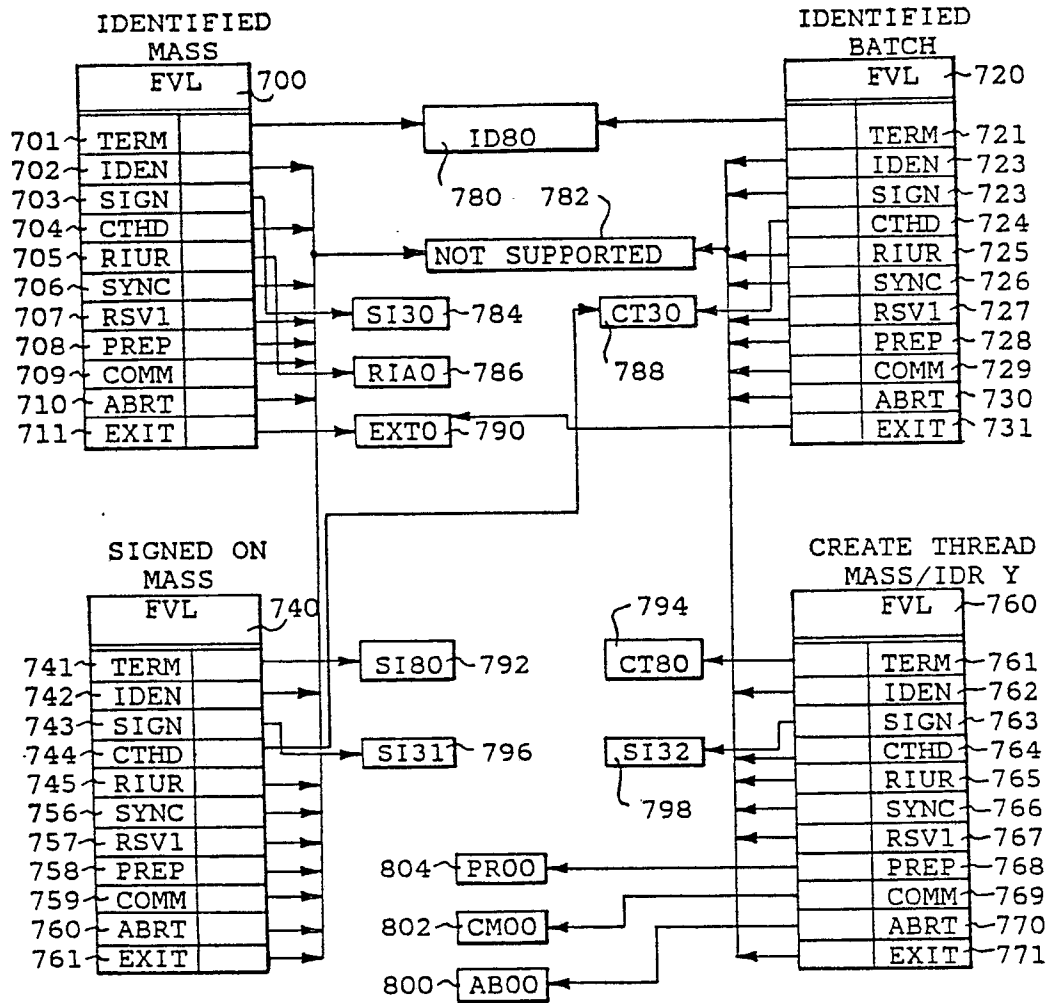 IDENTIFIED
MASS
FVL 700
701 TERM
702 IDEN
703 SIGN
704 CTHD
705 RIUR
706 SYNC
707 RSV1
708 PREP
709 COMM
710 ABRT
711 EXIT
IDENTIFIED
BATCH
FVL 720
TERM 721
IDEN 723
SIGN 723
CTHD 724
RIUR 725
SYNC 726
RSV1 727
PREP 728
COMM 729
ABRT 730
EXIT 731
ID80
780 782
NOT SUPPORTED
SI30 784
CT30
788
RIA0 786
EXT0 790
SIGNED ON
MASS
FVL 740
741 TERM
742 IDEN
743 SIGN
744 CTHD
745 RIUR
756 SYNC
757 RSV1
758 PREP
759 COMM
760 ABRT
761 EXIT
CREATE THREAD
MASS/IDR Y
FVL 760
TERM 761
IDEN 762
SIGN 763
CTHD 764
RIUR 765
SYNC 766
RSV1 767
PREP 768
COMM 769
ABRT 770
EXIT 771
794
SI80 792
CT80
SI31 796
SI32
798
804 PR00
802 CM00
800 AB00